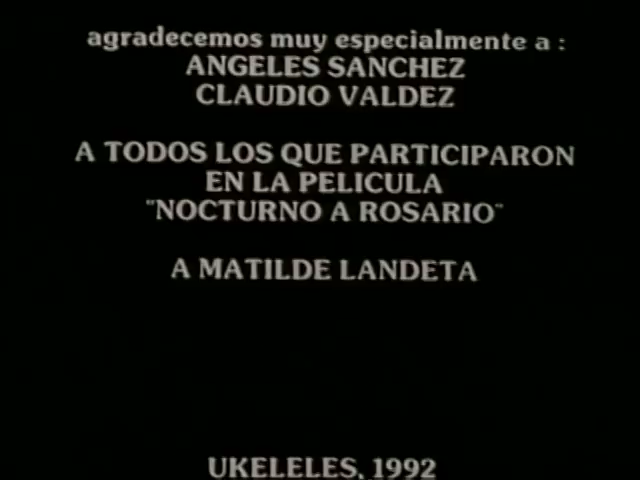 agradecemos muy especialmente a :
ANGELES SANCHEZ
CLAUDIO VALDEZ
A TODOS LOS QUE PARTICIPARON
EN LA PELICULA
"NOCTURNO A ROSARIO"
A MATILDE LANDETA
UKELELES, 1992